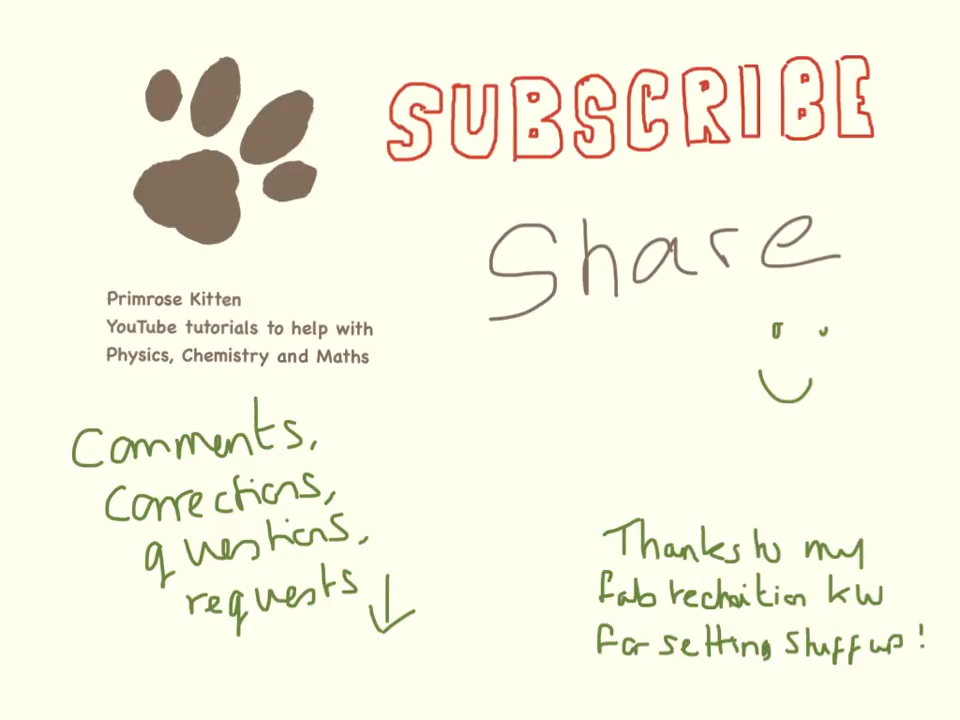 SUBSCRIBE
Share
Primrose Kitten
YouTube tutorials to help with
Physics, Chemistry and Maths
Comments,
Corrections,
questions,
requests
Thanks to my
fab technition KW
for setting stuff up!